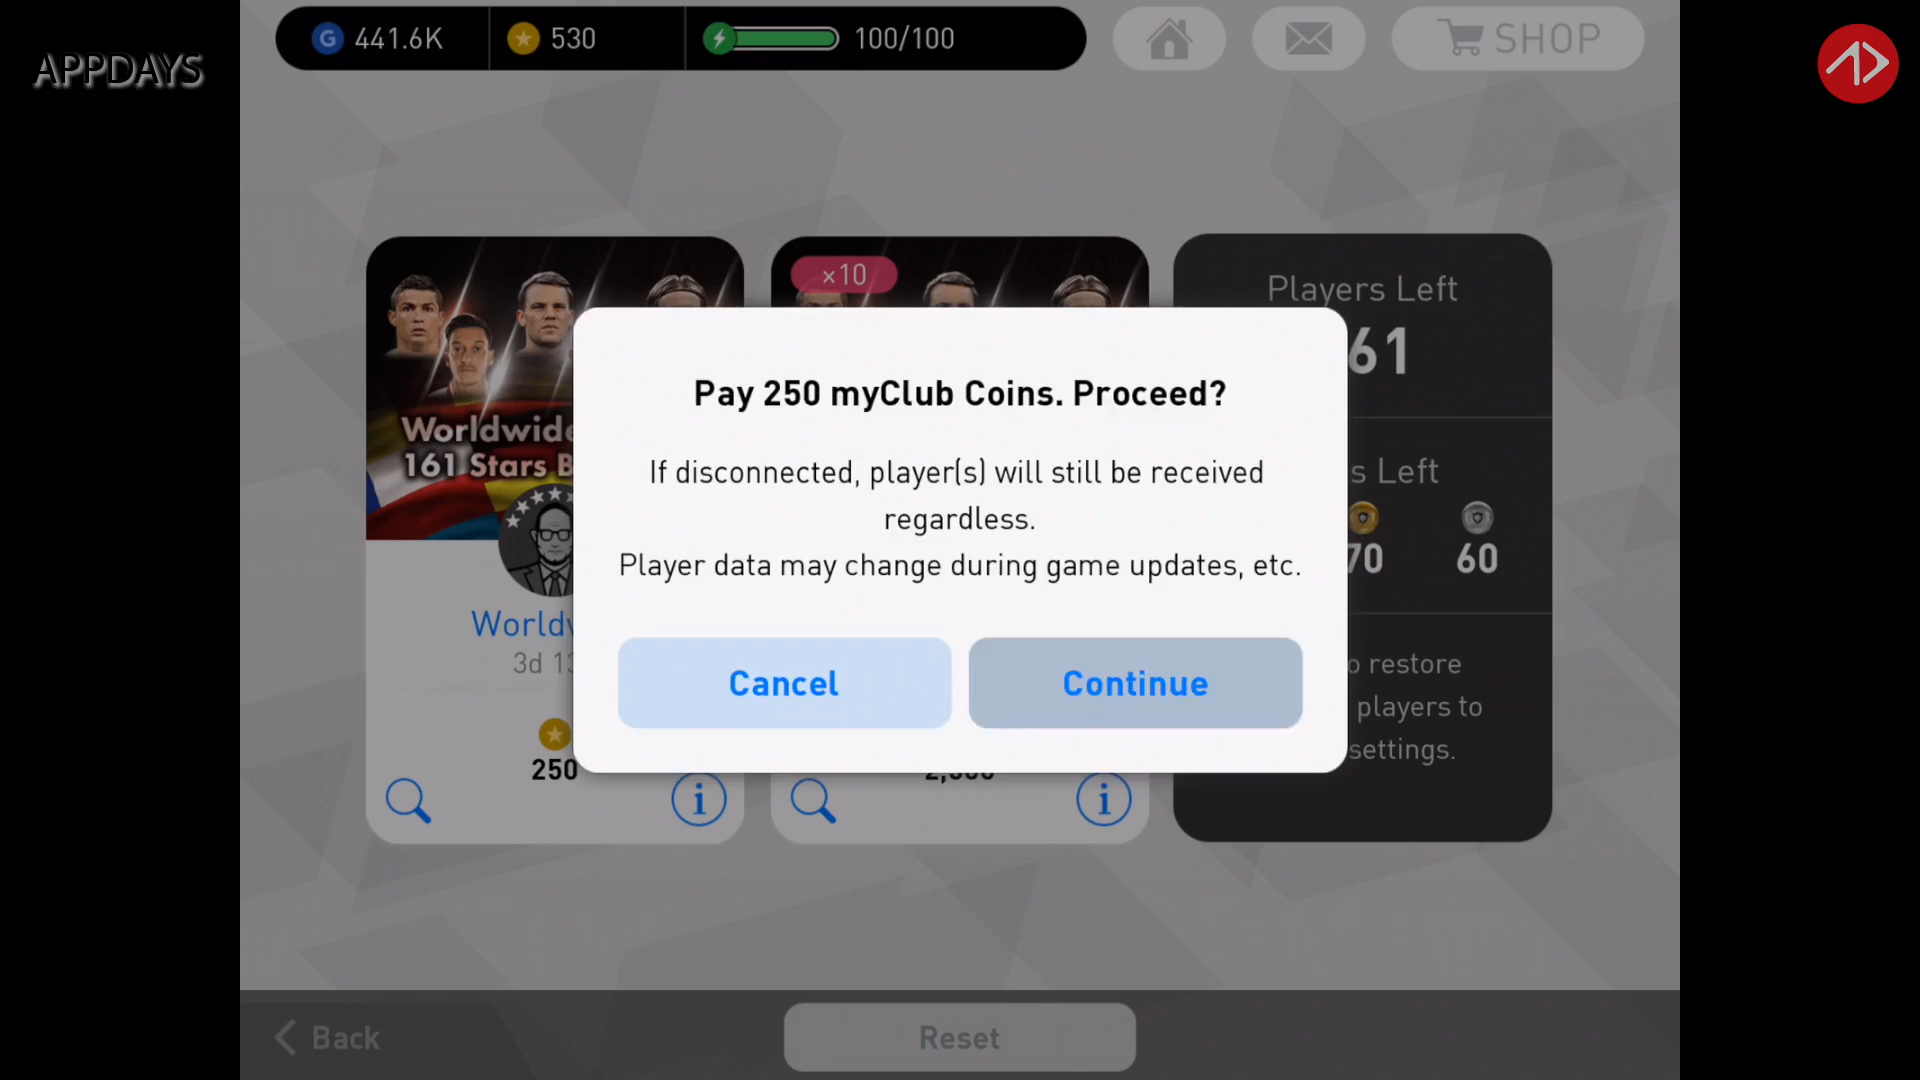 APPDAYS
441.6K
530
100/100
SHOP
×10
Worldwide
161 Stars B
World
3d 13
250
Players Left
61
s Left
70
60
o restore
players to
settings.
Pay 250 myClub Coins. Proceed?
If disconnected, player(s) will still be received
regardless.
Player data may change during game updates, etc.
Cancel
Continue
Back
Reset